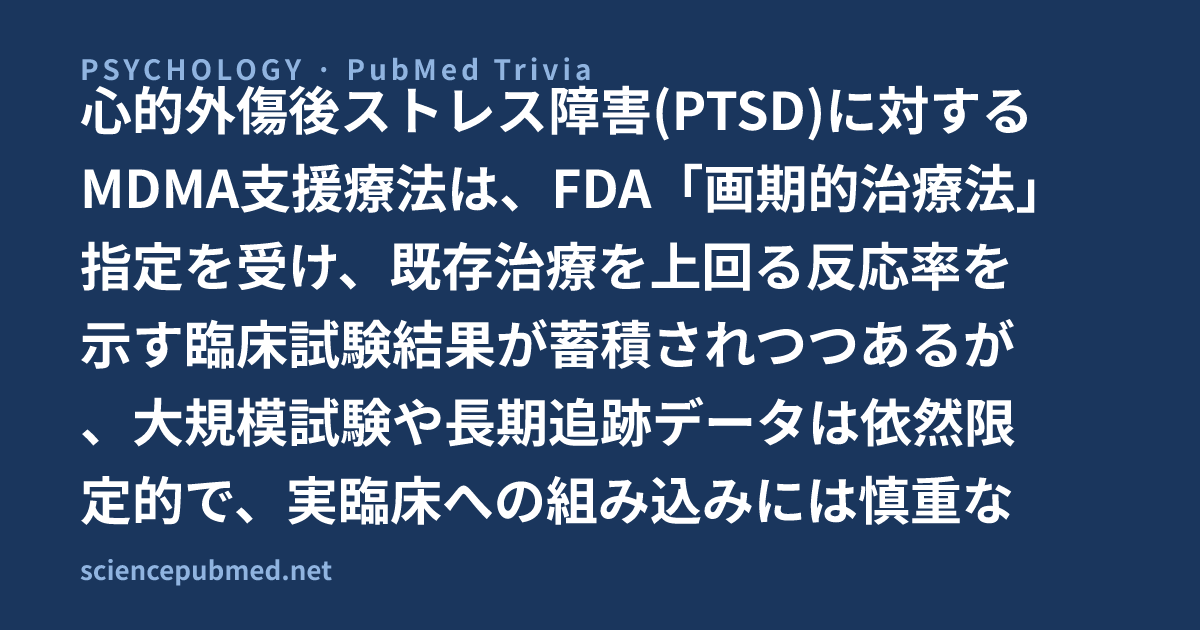 PSYCHOLOGY · PubMed Trivia
心的外傷後ストレス障害(PTSD)に対する
MDMA支援療法は、FDA「画期的治療法」
指定を受け、既存治療を上回る反応率を
示す臨床試験結果が蓄積されつつあるが
、大規模試験や長期追跡データは依然限
定的で、実臨床への組み込みには慎重な
sciencepubmed.net